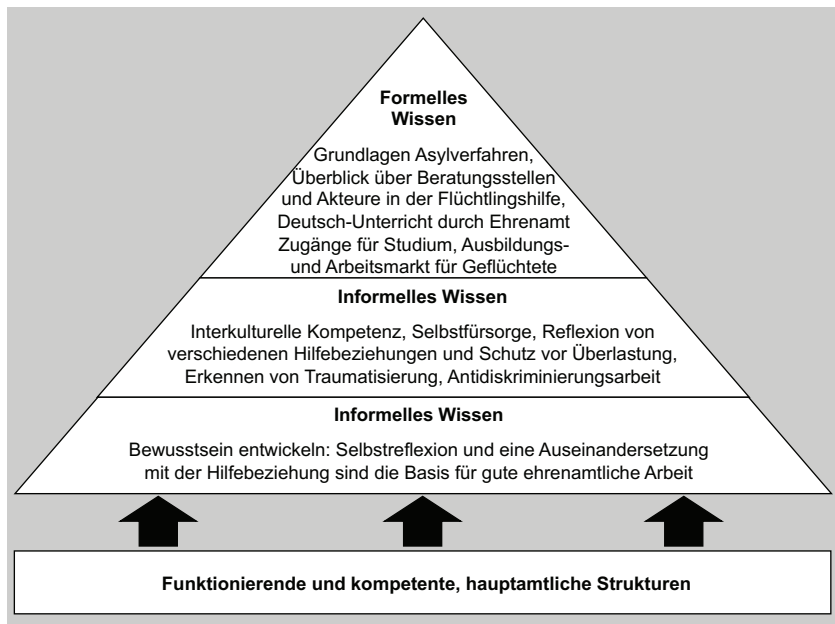 Formelles
Wissen
Grundlagen Asylverfahren,
Überblick über Beratungsstellen
und Akteure in der Flüchtlingshilfe,
Deutsch-Unterricht durch Ehrenamt
Zugänge für Studium, Ausbildungs-
und Arbeitsmarkt für Geflüchtete
Informelles Wissen
Interkulturelle Kompetenz, Selbstfürsorge, Reflexion von
verschiedenen Hilfebeziehungen und Schutz vor Überlastung,
Erkennen von Traumatisierung, Antidiskriminierungsarbeit
Informelles Wissen
Bewusstsein entwickeln: Selbstreflexion und eine Auseinandersetzung
mit der Hilfebeziehung sind die Basis für gute ehrenamtliche Arbeit
Funktionierende und kompetente, hauptamtliche Strukturen